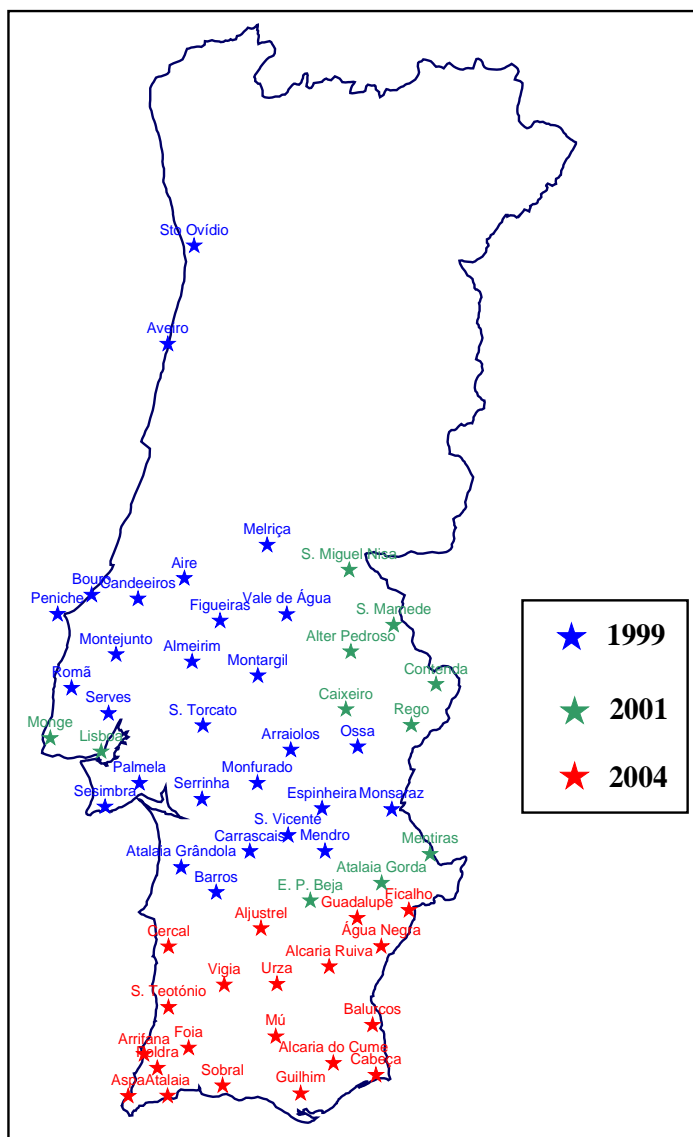 Sto Ovídio
Aveiro
Melriça
S. Miguel Nisa
Aire
Bouro
Candeeiros
Peniche
Figueiras
Vale de Água
S. Mamede
Montejunto
Almeirim
Alter Pedroso
Montargil
Contenda
Romã
Serves
Caixeiro
S. Torcato
Rego
Monge
Lisboa
Arraiolos
Ossa
Palmela
Monfurado
Serrinha
Sesimbra
Espinheira
Monsaraz
S. Vicente
Carrascais
Mendro
Mentiras
Atalaia Grândola
Atalaia Gorda
Barros
E. P. Beja
Ficalho
Guadalupe
Aljustrel
Cercal
Água Negra
Alcaria Ruiva
Vigia
Urza
S. Teotónio
Balurcos
Mú
Foia
Arrifana
Alcaria do Cume
Cabeça
Sobral
Guilhim
Aspa
Atalaia
1999
2001
2004